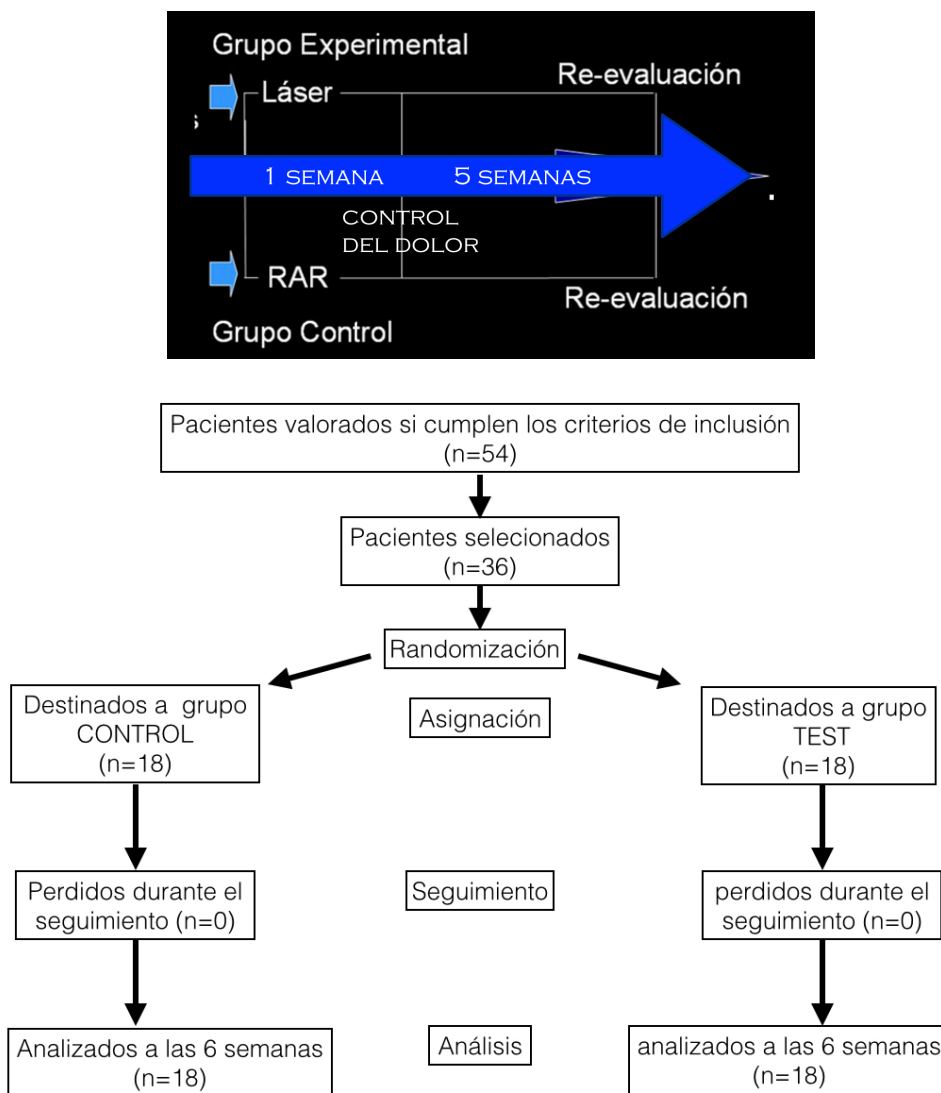 Grupo Experimental
Láser
Re-evaluación
s
1 SEMANA 5 SEMANAS
CONTROL
DEL DOLOR
RAR
Re-evaluación
Grupo Control
Pacientes valorados si cumplen los criterios de inclusión
(n=54)
Pacientes selecionados
(n=36)
Randomización
Destinados a grupo
CONTROL
(n=18)
Asignación
Destinados a grupo
TEST
(n=18)
Perdidos durante el
seguimiento (n=0)
Seguimiento
perdidos durante el
seguimiento (n=0)
Analizados a las 6 semanas
(n=18)
Análisis
analizados a las 6 semanas
(n=18)